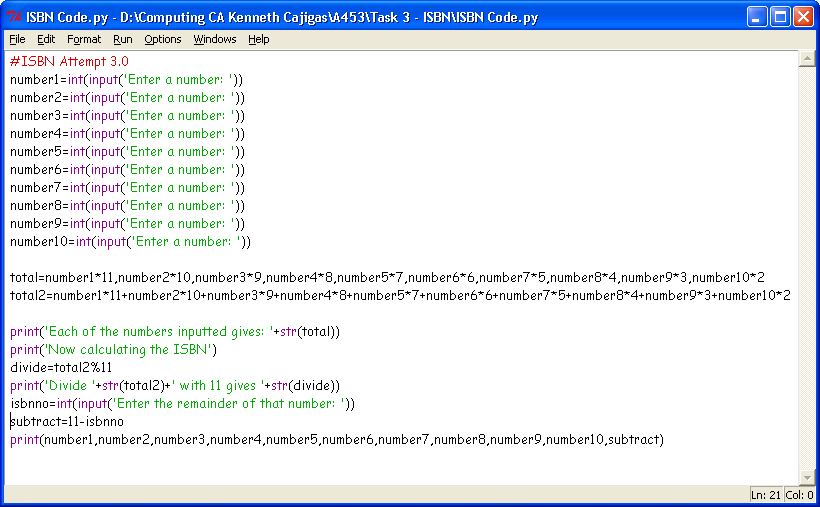 ISBN Code.py - D:\Computing CA Kenneth Cajigas\A453\Task 3 - ISBN\ISBN Code.py
File Edit Format Run Options Windows Help
#ISBN Attempt 3.0
number1=int(input('Enter a number: '))
number2=int(input('Enter a number: '))
number3=int(input('Enter a number: '))
number4=int(input('Enter a number: '))
number5=int(input('Enter a number: '))
number6=int(input('Enter a number: '))
number7=int(input('Enter a number: '))
number8=int(input('Enter a number: '))
number9=int(input('Enter a number: '))
number10=int(input('Enter a number: '))
total=number1*11,number2*10,number3*9,number4*8,number5*7,number6*6,number7*5,number8*4,number9*3,number10*2
total2=number1*11+number2*10+number3*9+number4*8+number5*7+number6*6+number7*5+number8*4+number9*3+number10*2
print('Each of the numbers inputted gives: '+str(total))
print('Now calculating the ISBN')
divide=total2%11
print('Divide '+str(total2)+' with 11 gives '+str(divide))
isbnno=int(input('Enter the remainder of that number: '))
subtract=11-isbnno
print(number1,number2,number3,number4,number5,number6,number7,number8,number9,number10,subtract)
Ln: 21 Col: 0